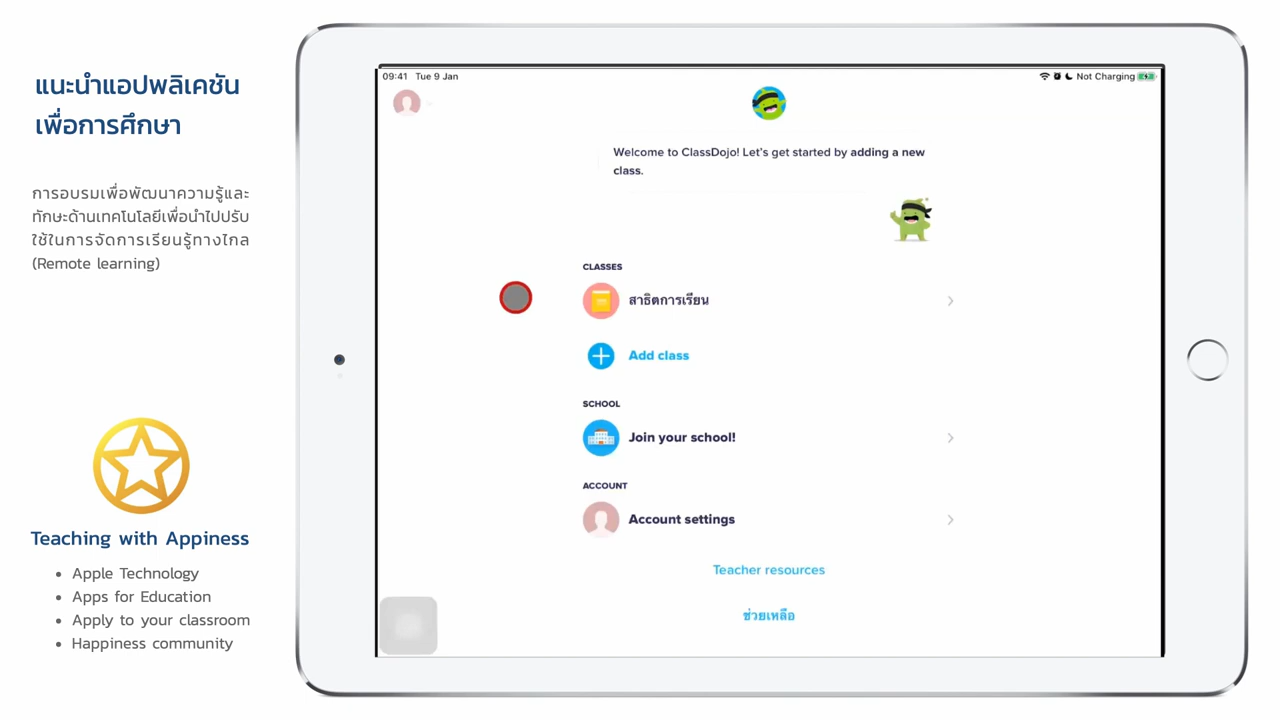 แนะนำแอปพลิเคชัน
เพื่อการศึกษา
การอบรมเพื่อพัฒนาความรู้และ
ทักษะด้านเทคโนโลยีเพื่อนำไปปรับ
ใช้ในการจัดการเรียนรู้ทางไกล
(Remote learning)
Teaching with Appiness
• Apple Technology
• Apps for Education
• Apply to your classroom
• Happiness community
09:41 Tue 9 Jan
Not Charging
Welcome to ClassDojo! Let's get started by adding a new
class.
CLASSES
สาธิตการเรียน
Add class
SCHOOL
Join your school!
ACCOUNT
Account settings
Teacher resources
ช่วยเหลือ